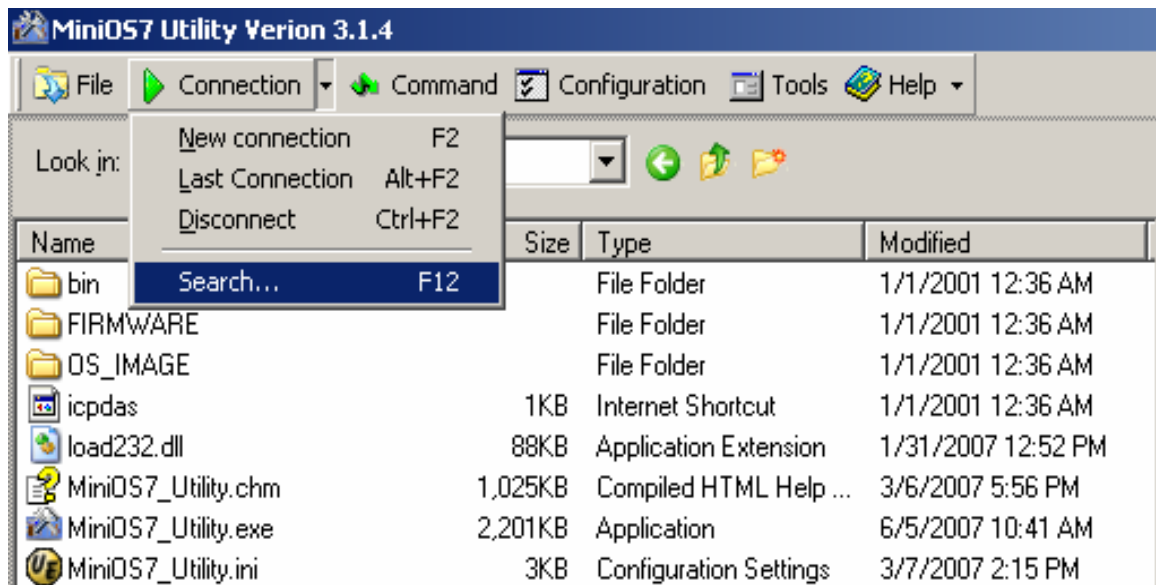 MiniOS7 Utility Verion 3.1.4
File Connection Command Configuration Tools Help
New connection F2
Look in:
Last Connection Alt+F2
Disconnect Ctrl+F2
Name Size Type Modified
Search... F12
bin File Folder 1/1/2001 12:36 AM
FIRMWARE File Folder 1/1/2001 12:36 AM
OS_IMAGE File Folder 1/1/2001 12:36 AM
icpdas 1KB Internet Shortcut 1/1/2001 12:36 AM
load232.dll 88KB Application Extension 1/31/2007 12:52 PM
MiniOS7_Utility.chm 1,025KB Compiled HTML Help ... 3/6/2007 5:56 PM
MiniOS7_Utility.exe 2,201KB Application 6/5/2007 10:41 AM
MiniOS7_Utility.ini 3KB Configuration Settings 3/7/2007 2:15 PM